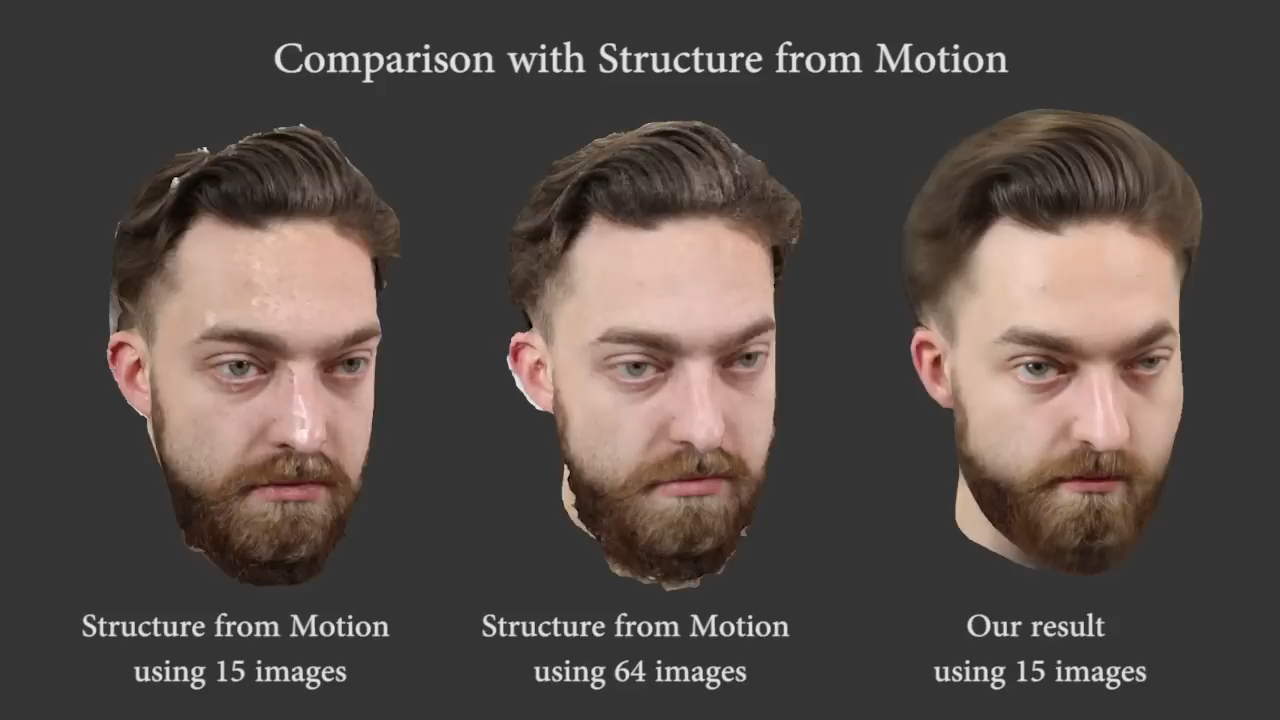 Comparison with Structure from Motion
Structure from Motion
using 15 images
Structure from Motion
using 64 images
Our result
using 15 images